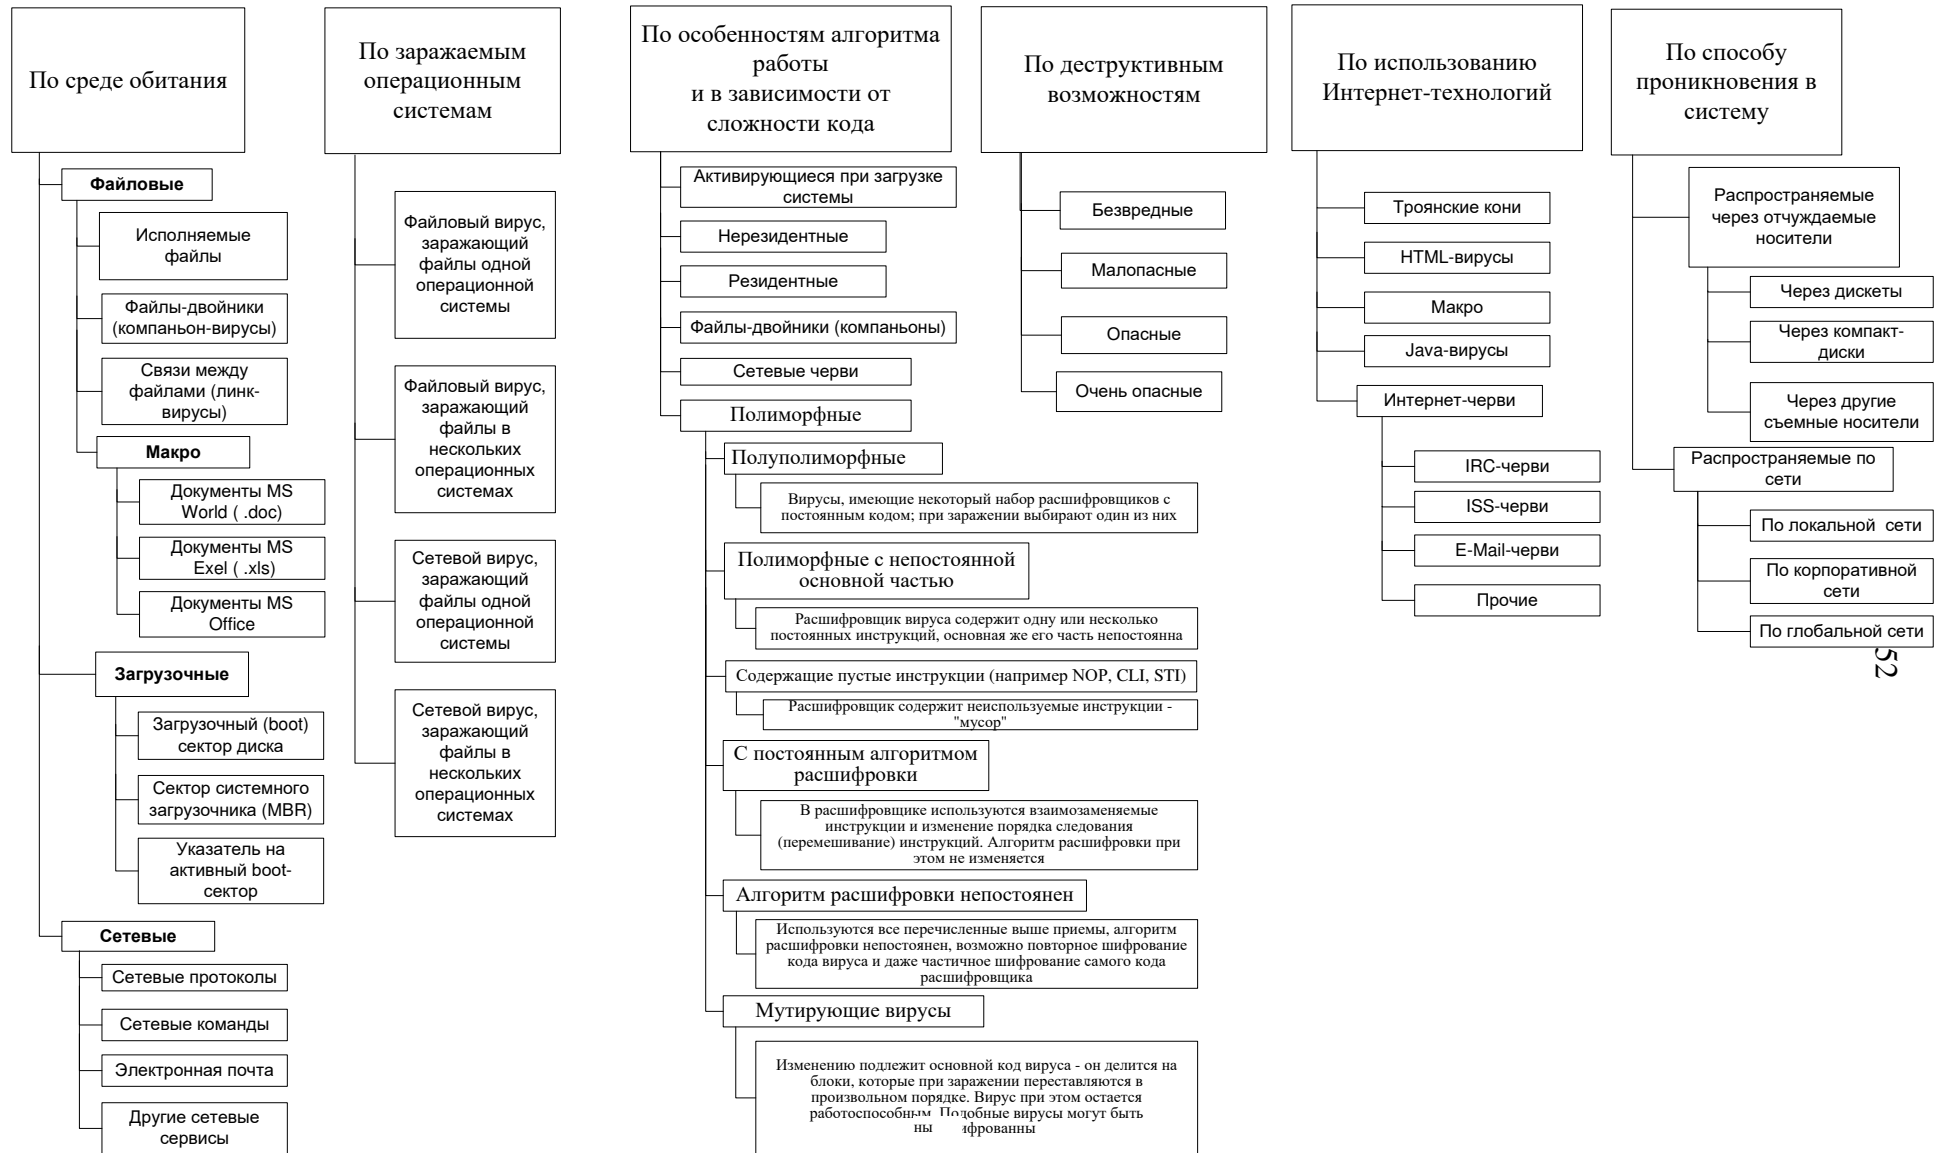 По среде обитания
Файловые
Исполняемые
файлы
Файлы-двойники
(компаньон-вирусы)
Связи между
файлами (линк-
вирусы)
Макро
Документы MS
World ( .doc)
Документы MS
Exel ( .xls)
Документы MS
Office
Загрузочные
Загрузочный (boot)
сектор диска
Сектор системного
загрузочника (MBR)
Указатель на
активный boot-
сектор
Сетевые
Сетевые протоколы
Сетевые команды
Электронная почта
Другие сетевые
сервисы
По заражаемым
операционным
системам
Файловый вирус,
заражающий
файлы одной
операционной
системы
Файловый вирус,
заражающий
файлы в
нескольких
операционных
системах
Сетевой вирус,
заражающий
файлы одной
операционной
системы
Сетевой вирус,
заражающий
файлы в
нескольких
операционных
системах
По особенностям алгоритма
работы
и в зависимости от
сложности кода
Активирующиеся при загрузке
системы
Нерезидентные
Резидентные
Файлы-двойники (компаньоны)
Сетевые черви
Полиморфные
Полуполиморфные
Вирусы, имеющие некоторый набор расшифровщиков с
постоянным кодом; при заражении выбирают один из них
Полиморфные с непостоянной
основной частью
Расшифровщик вируса содержит одну или несколько
постоянных инструкций, основная же его часть непостоянна
Содержащие пустые инструкции (например NOP, CLI, STI)
Расшифровщик содержит неиспользуемые инструкции -
"мусор"
С постоянным алгоритмом
расшифровки
В расшифровщике используются взаимозаменяемые
инструкции и изменение порядка следования
(перемешивание) инструкций. Алгоритм расшифровки при
этом не изменяется
Алгоритм расшифровки непостоянен
Используются все перечисленные выше приемы, алгоритм
расшифровки непостоянен, возможно повторное шифрование
кода вируса и даже частичное шифрование самого кода
расшифровщика
Мутирующие вирусы
Изменению подлежит основной код вируса - он делится на
блоки, которые при заражении переставляются в
произвольном порядке. Вирус при этом остается
работоспособным. Подобные вирусы могут быть
По деструктивным
возможностям
Безвредные
Малопасные
Опасные
Очень опасные
По использованию
Интернет-технологий
Троянские кони
HTML-вирусы
Макро
Java-вирусы
Интернет-черви
IRC-черви
ISS-черви
E-Mail-черви
Прочие
По способу
проникновения в
систему
Распространяемые
через отчуждаемые
носители
Через дискеты
Через компакт-
диски
Через другие
съемные носители
Распространяемые по
сети
По локальной сети
По корпоративной
сети
По глобальной сети
52